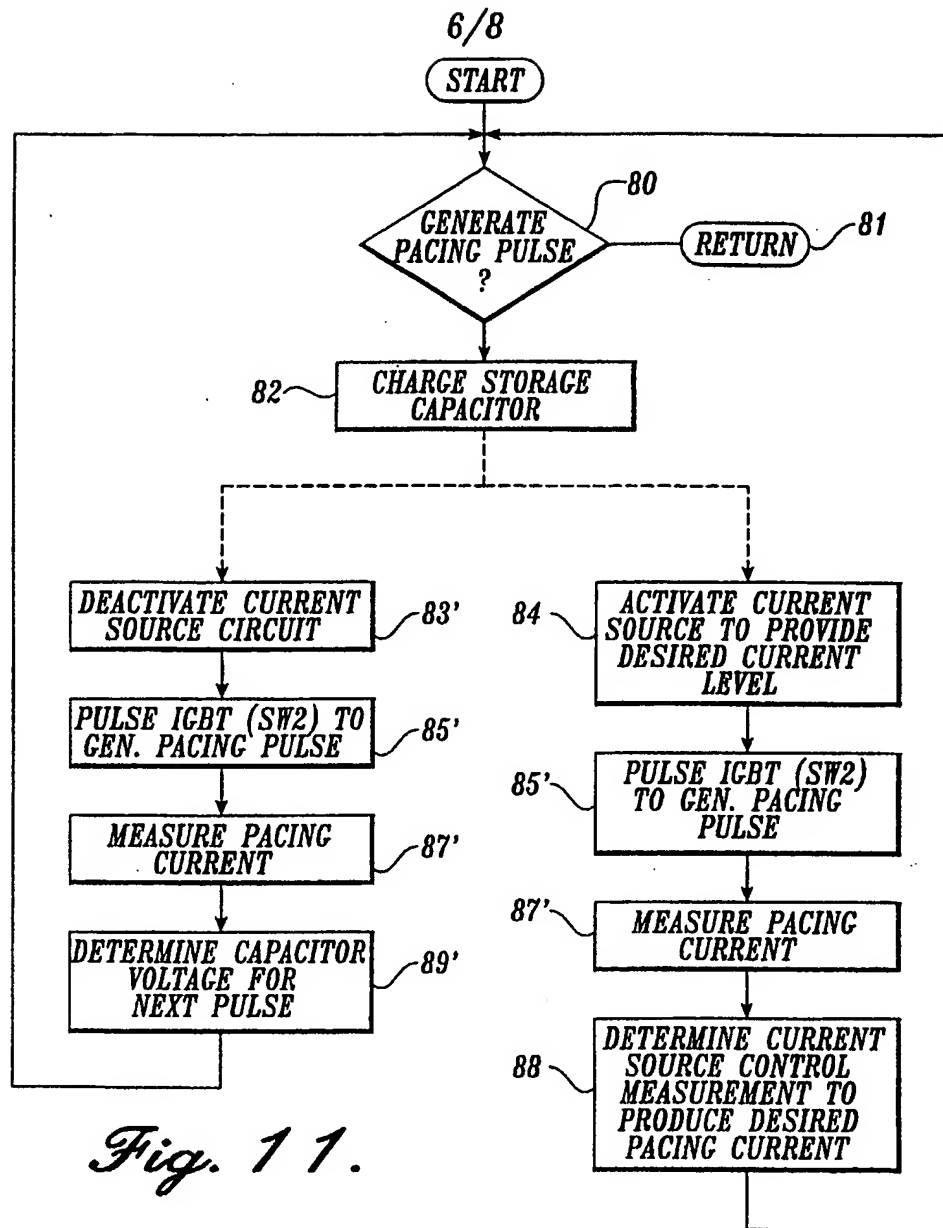 6/8
START
80
GENERATE
PACING PULSE
?
RETURN
81
82
CHARGE STORAGE
CAPACITOR
DEACTIVATE CURRENT
SOURCE CIRCUIT
83'
PULSE IGBT (SW2) TO
GEN. PACING PULSE
85'
MEASURE PACING
CURRENT
87'
DETERMINE CAPACITOR
VOLTAGE FOR
NEXT PULSE
89'
84
ACTIVATE CURRENT
SOURCE TO PROVIDE
DESIRED CURRENT
LEVEL
85'
PULSE IGBT (SW2)
TO GEN. PACING
PULSE
87'
MEASURE PACING
CURRENT
88
DETERMINE CURRENT
SOURCE CONTROL
MEASUREMENT TO
PRODUCE DESIRED
PACING CURRENT
Fig. 11.